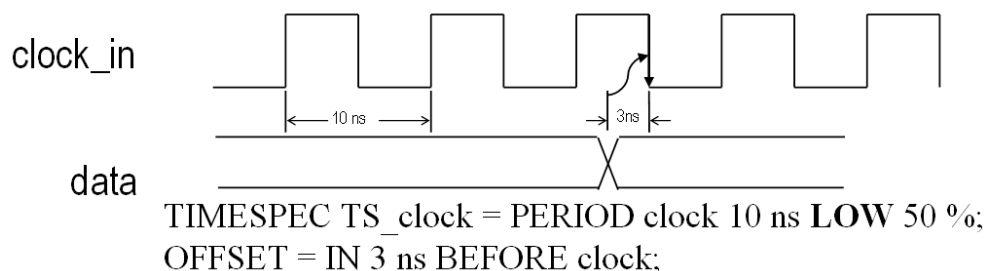 clock_in
10 ns
3ns
data
TIMESPEC TS_clock = PERIOD clock 10 ns LOW 50 %;
OFFSET = IN 3 ns BEFORE clock;